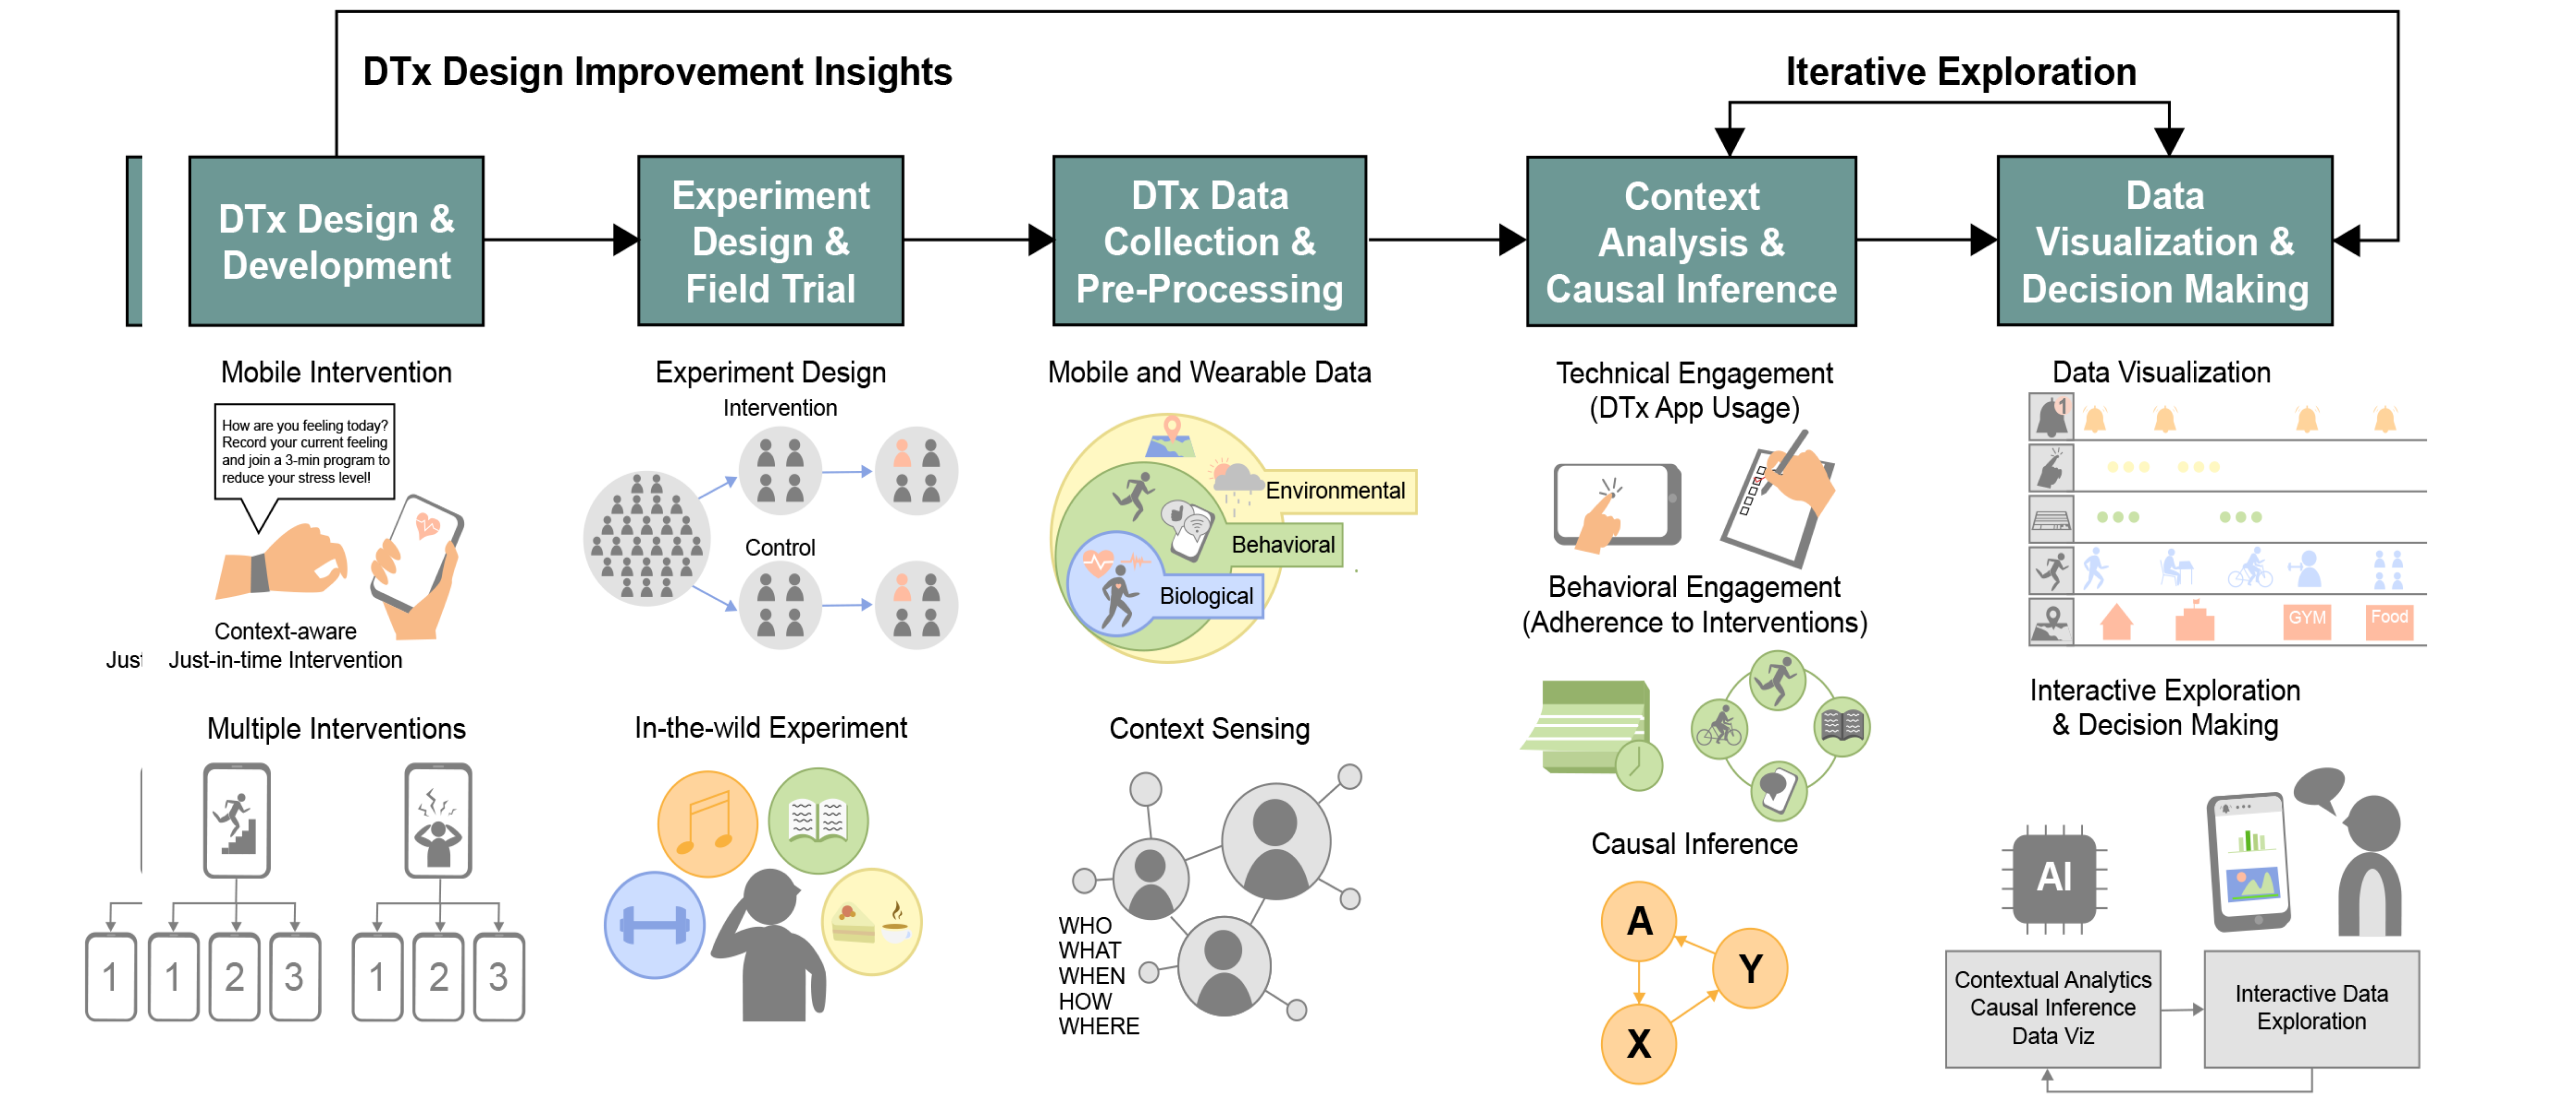 DTx Design Improvement Insights
Iterative Exploration
DTx Design &
Development
Experiment
Design &
Field Trial
DTx Data
Collection &
Pre-Processing
Context
Analysis &
Causal Inference
Data
Visualization &
Decision Making
Mobile Intervention
How are you feeling today?
Record your current feeling
and join a 3-min program to
reduce your stress level!
Context-aware
Just
Just-in-time Intervention
Multiple Interventions
1
1
2
3
1
2
3
Experiment Design
Intervention
Control
In-the-wild Experiment
Mobile and Wearable Data
Environmental
Behavioral
Biological
Context Sensing
WHO
WHAT
WHEN
HOW
WHERE
Technical Engagement
(DTx App Usage)
Behavioral Engagement
(Adherence to Interventions)
Causal Inference
A
Y
X
Data Visualization
1
GYM
Food
Interactive Exploration
& Decision Making
AI
Contextual Analytics
Causal Inference
Data Viz
Interactive Data
Exploration